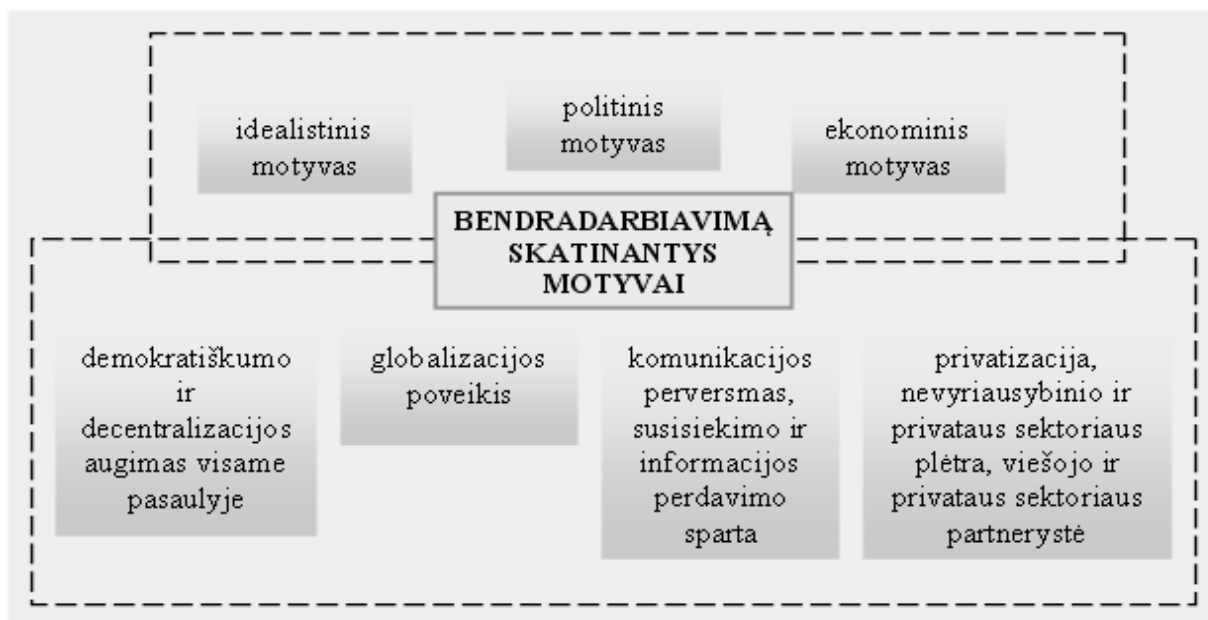 idealistinis
motyvas
politinis
motyvas
ekonominis
motyvas
BENDRADARBIAVIMĄ
SKATINANTYS
MOTYVAI
demokratiškumo
ir
decentralizacijos
augimas visame
pasaulyje
globalizacijos
poveikis
komunikacijos
perversmas,
susisiekimo ir
informacijos
perdavimo
sparta
privatizacija,
nevyriausybinio ir
privataus sektoriaus
plėtra, viešojo ir
privataus sektoriaus
partnerystė